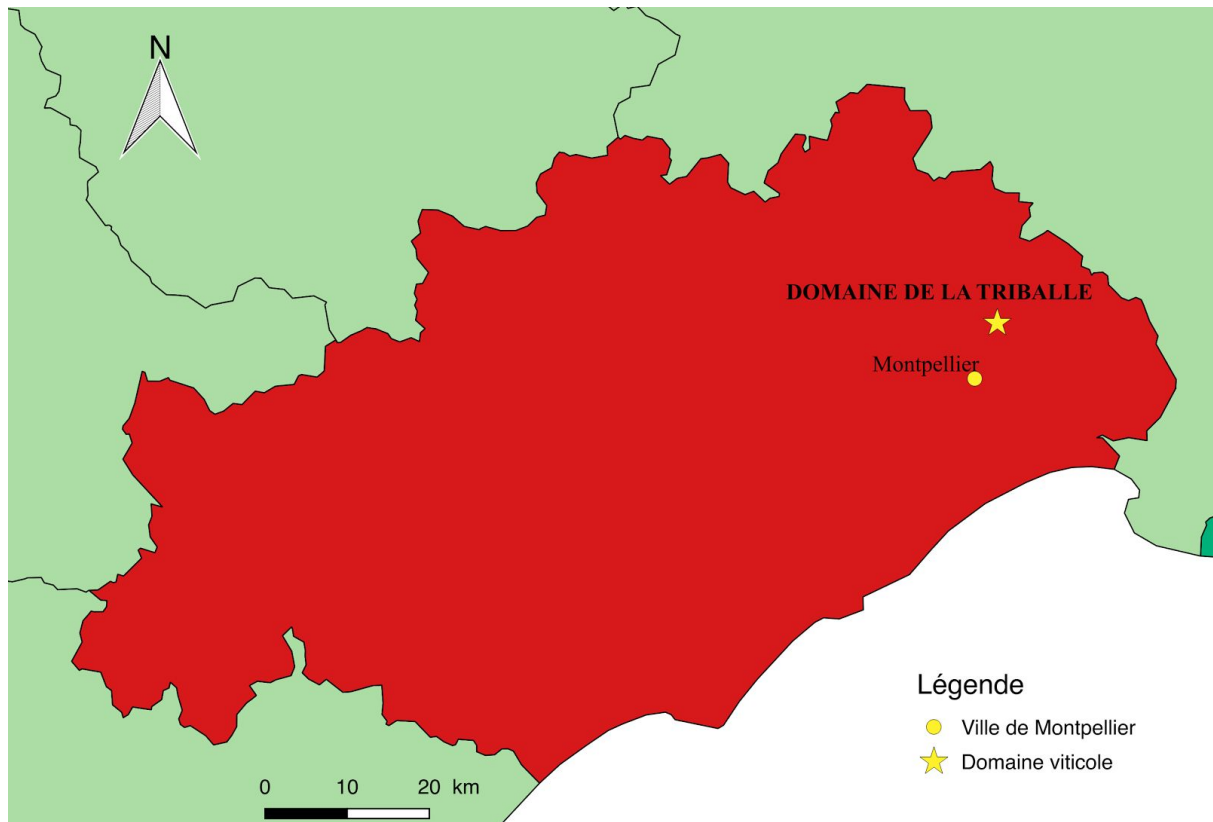 N
DOMAINE DE LA TRIBALLE
Montpellier
Légende
Ville de Montpellier
Domaine viticole
0 10 20 km